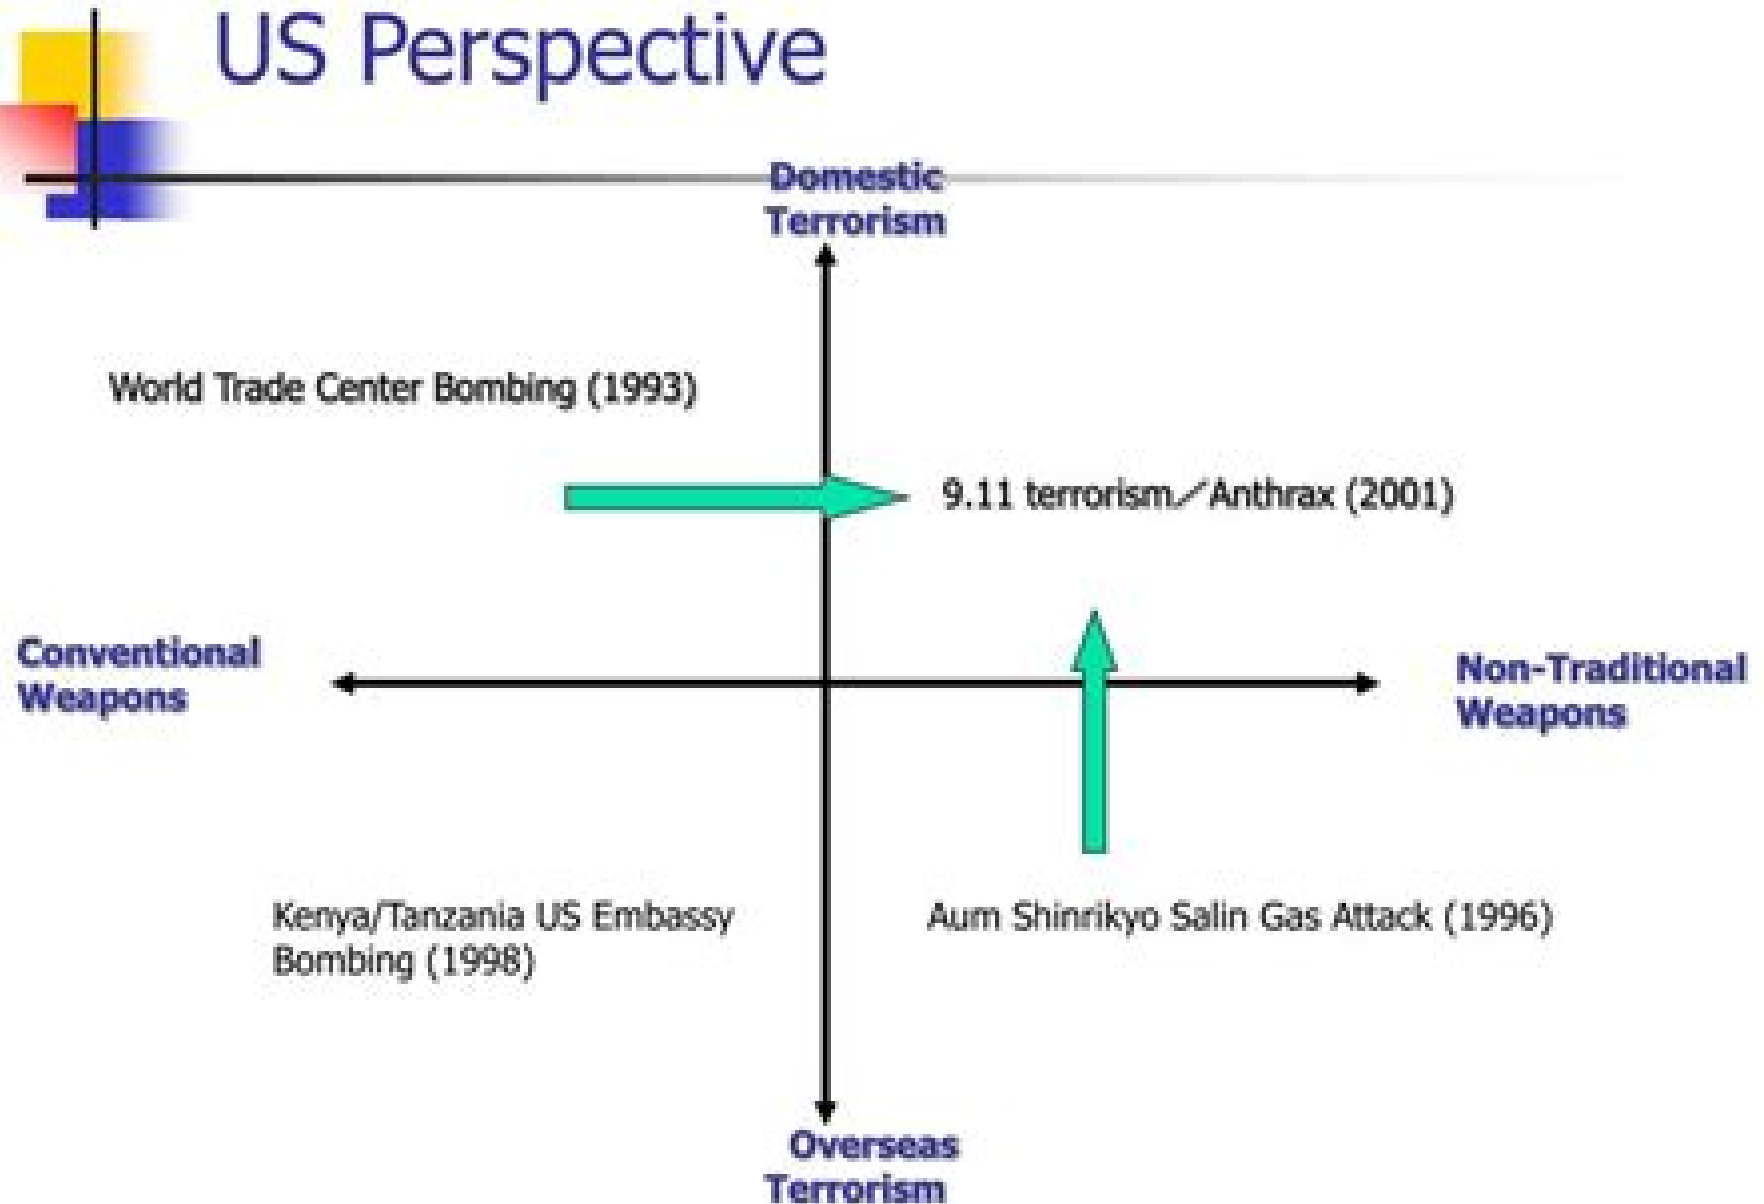 US Perspective
Domestic
Terrorism
World Trade Center Bombing (1993)
9.11 terrorism／Anthrax (2001)
Conventional
Weapons
Non-Traditional
Weapons
Kenya/Tanzania US Embassy
Bombing (1998)
Aum Shinrikyo Salin Gas Attack (1996)
Overseas
Terrorism